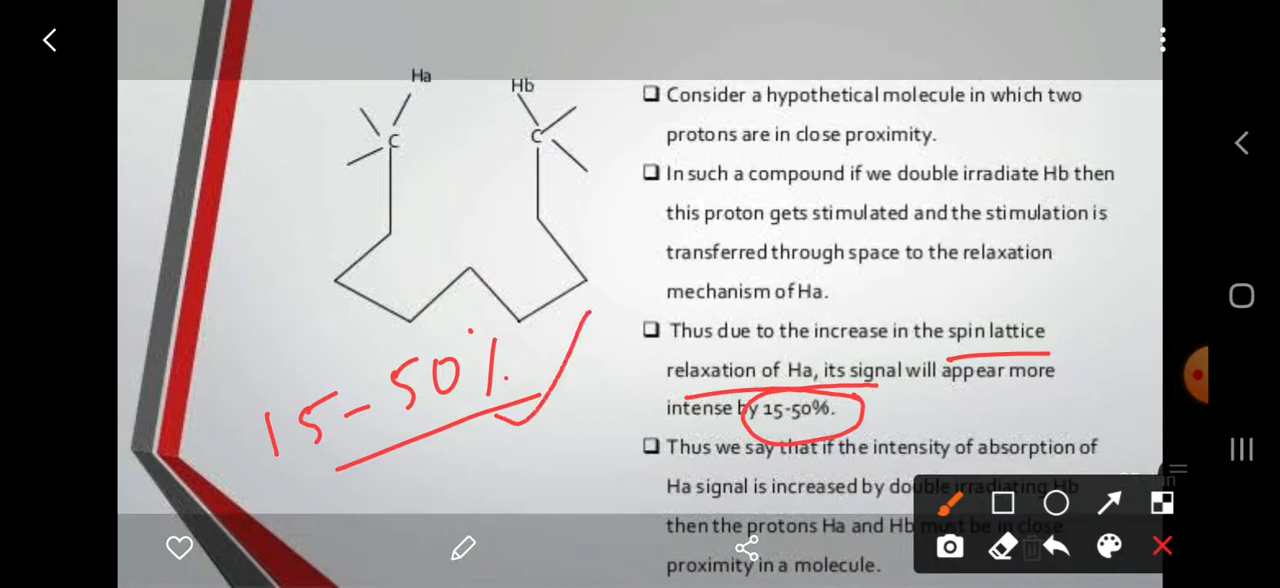 Ha
Hb
C
C
15-50%
❑ Consider a hypothetical molecule in which two
protons are in close proximity.
❑ In such a compound if we double irradiate Hb then
this proton gets stimulated and the stimulation is
transferred through space to the relaxation
mechanism of Ha.
❑ Thus due to the increase in the spin lattice
relaxation of Ha, its signal will appear more
intense by 15-50%.
❑ Thus we say that if the intensity of absorption of
Ha signal is increased by double irradiating Hb
then the protons Ha and Hb must be in close
proximity in a molecule.